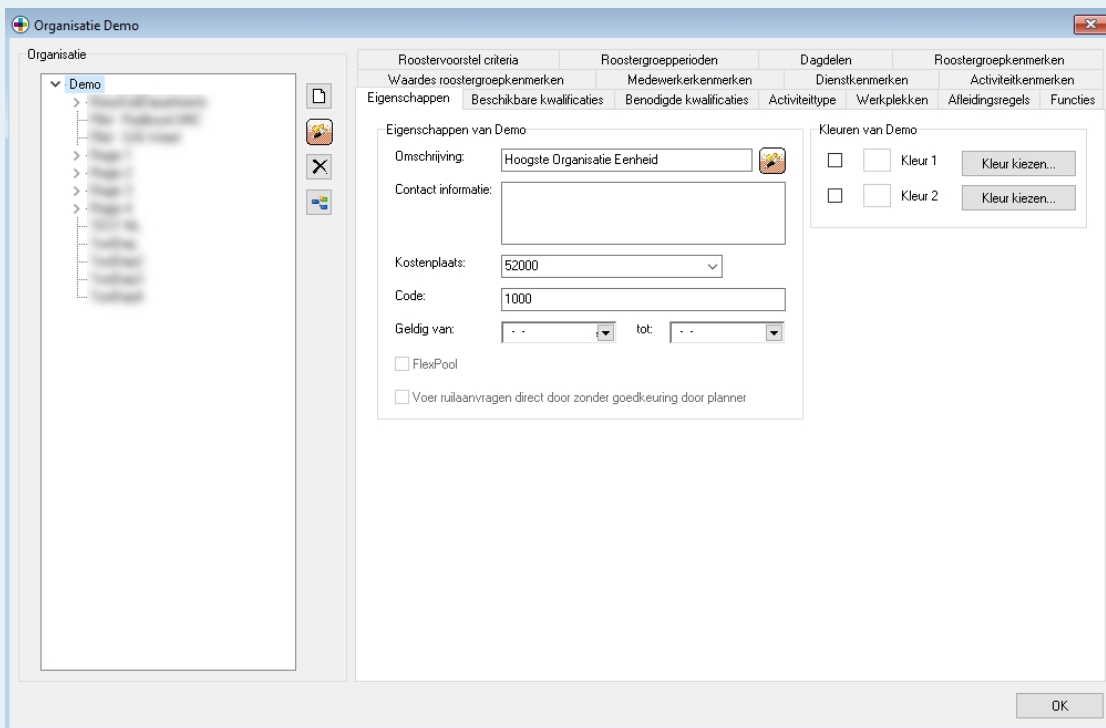 Organisatie Demo
Organisatie
Demo
Roostervoorstel criteria Roostergroepperioden Dagdelen Roostergroepkenmerken
Waardes roostergroepkenmerken Medewerkerkenmerken Dienstkenmerken Activiteitkenmerken
Eigenschappen Beschikbare kwalificaties Benodigde kwalificaties Activiteittype Werkplekken Afleidingsregels Functies
Eigenschappen van Demo
Omschrijving: Hoogste Organisatie Eenheid
Contact informatie:
Kostenplaats: 52000
Code: 1000
Geldig van: - - tot: - -
FlexPool
Voer ruilaanvragen direct door zonder goedkeuring door planner
Kleuren van Demo
Kleur 1 Kleur kiezen...
Kleur 2 Kleur kiezen...
OK